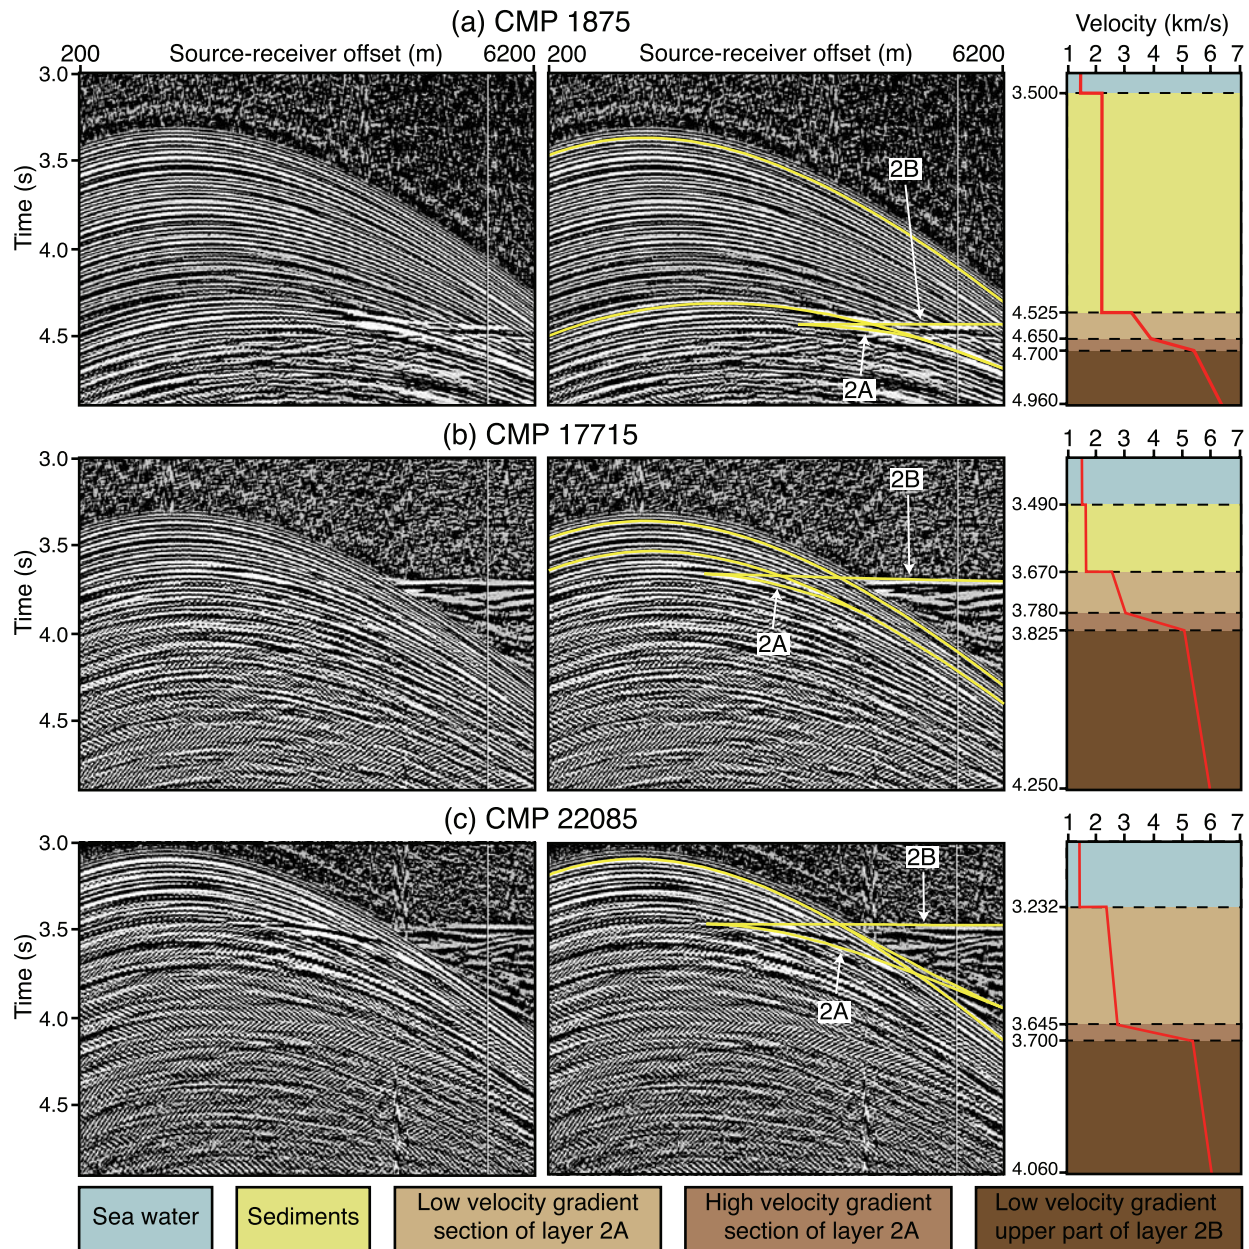 (a) CMP 1875
200 Source-receiver offset (m) 6200
200 Source-receiver offset (m) 6200
Velocity (km/s)
1 2 3 4 5 6 7
3.0
3.5
4.0
4.5
Time (s)
2B
2A
3.500
4.525
4.650
4.700
4.960
(b) CMP 17715
1 2 3 4 5 6 7
3.0
3.5
4.0
4.5
Time (s)
2B
2A
3.490
3.670
3.780
3.825
4.250
(c) CMP 22085
1 2 3 4 5 6 7
3.0
3.5
4.0
4.5
Time (s)
2B
2A
3.232
3.645
3.700
4.060
Sea water
Sediments
Low velocity gradient
section of layer 2A
High velocity gradient
section of layer 2A
Low velocity gradient
upper part of layer 2B